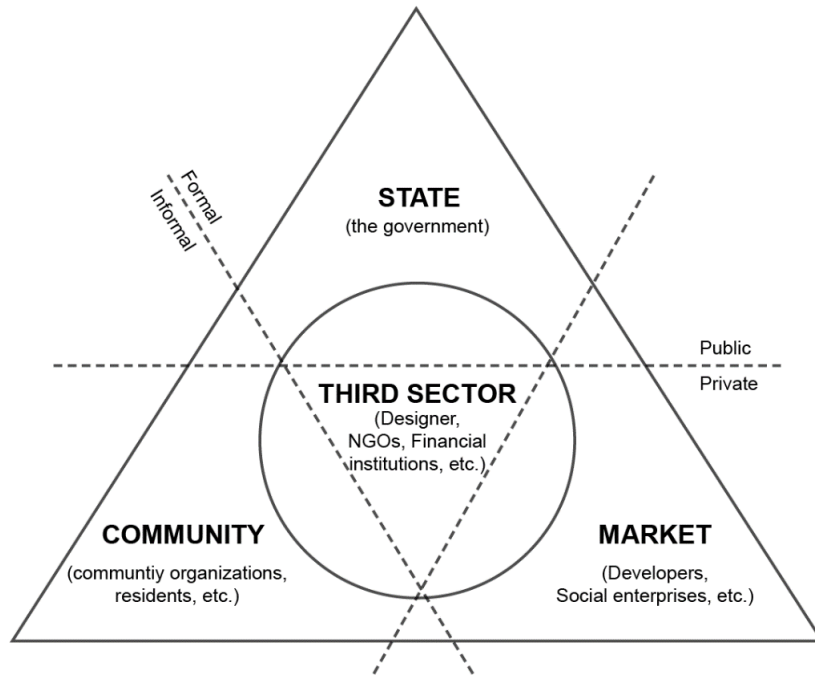 STATE
(the government)
Formal
Informal
Public
Private
THIRD SECTOR
(Designer,
NGOs, Financial
institutions, etc.)
COMMUNITY
(communtiy organizations,
residents, etc.)
MARKET
(Developers,
Social enterprises, etc.)